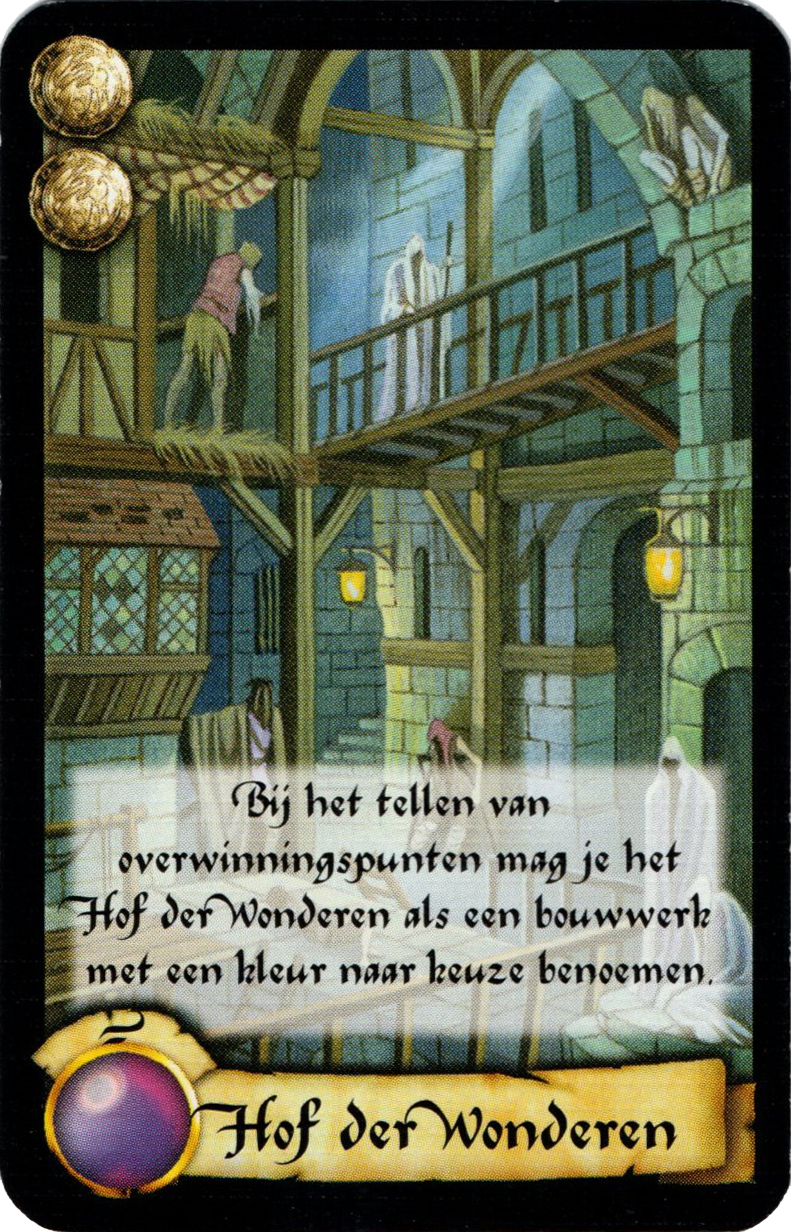 Bij het tellen van
overwinningspunten mag je het
Hof der Wonderen als een bouwwerk
met een kleur naar keuze benoemen.
2
Hof der Wonderen